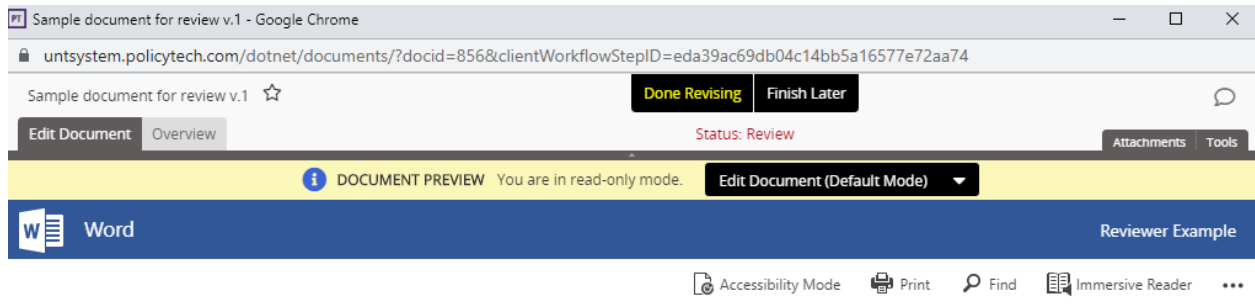 PT Sample document for review v.1 - Google Chrome
untsystem.policytech.com/dotnet/documents/?docid=856&clientWorkflowStepID=eda39ac69db04c14bb5a16577e72aa74
Sample document for review v.1 Done Revising Finish Later
Edit Document Overview Status: Review Attachments Tools
i DOCUMENT PREVIEW You are in read-only mode. Edit Document (Default Mode)
W Word Reviewer Example
Accessibility Mode Print Find Immersive Reader